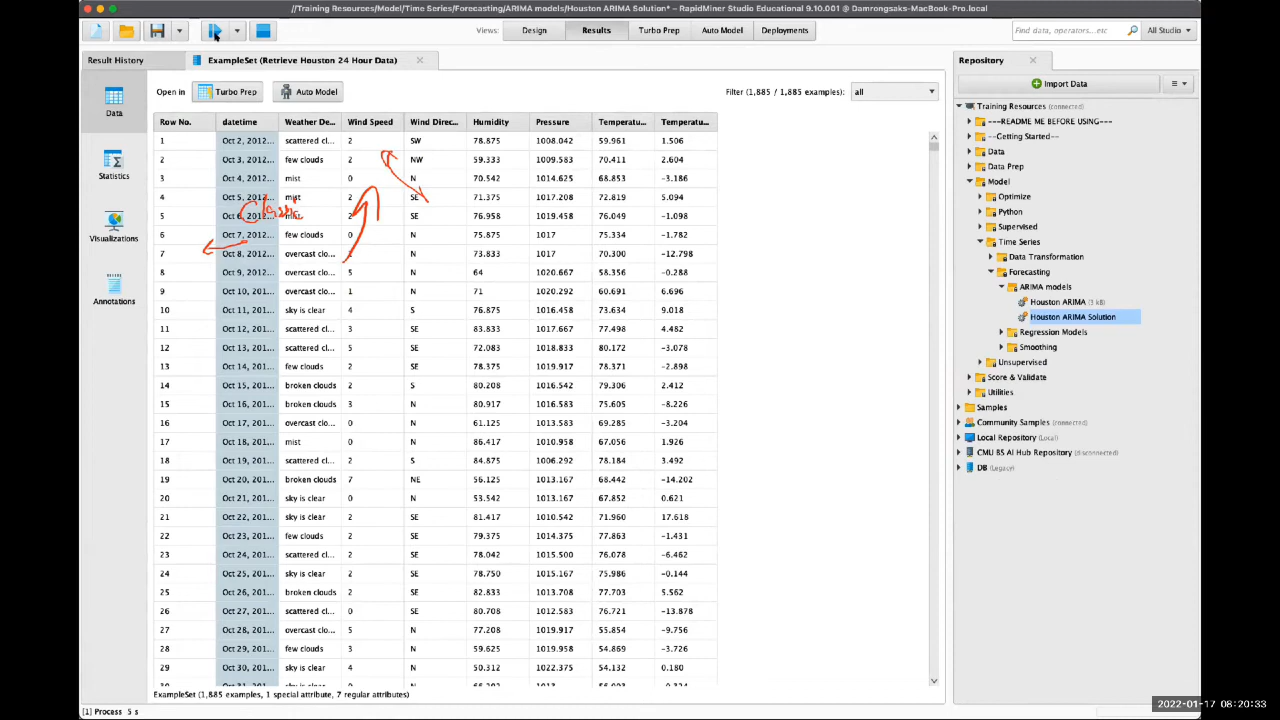 //Training Resources/Model/Time Series/Forecasting/ARIMA models/Houston ARIMA Solution* – RapidMiner Studio Educational 9.10.001 @ Damrongsaks-MacBook-Pro.local
Views: Design Results Turbo Prep Auto Model Deployments Find data, operators...etc All Studio
Result History ExampleSet (Retrieve Houston 24 Hour Data) Repository
Open in Turbo Prep Auto Model Filter (1,885 / 1,885 examples): all
Import Data
Data
Statistics
Visualizations
Annotations
Row No. datetime Weather De... Wind Speed Wind Direc... Humidity Pressure Temperatu... Temperatu...
1 Oct 2, 2012... scattered cl... 2 SW 78.875 1008.042 59.961 1.506
2 Oct 3, 2012... few clouds 2 NW 59.333 1009.583 70.411 2.604
3 Oct 4, 2012... mist 0 N 70.542 1014.625 68.853 -3.186
4 Oct 5, 2012... mist 2 SE 71.375 1017.208 72.819 5.094
5 Oct 6, 2012... mist 2 SE 76.958 1013.458 76.049 -1.098
Classi
6 Oct 7, 2012... few clouds 0 N 75.875 1017 75.334 -1.782
7 Oct 8, 2012... overcast clo... N 73.833 1017 70.300 -12.798
8 Oct 9, 2012... overcast clo... 5 N 64 1020.667 58.356 -0.288
9 Oct 10, 201... overcast clo... 1 N 71 1020.292 60.691 6.696
10 Oct 11, 201... sky is clear 4 S 76.875 1016.458 73.634 9.018
11 Oct 12, 201... scattered cl... 2 SE 83.833 1017.667 77.498 4.482
12 Oct 13, 201... scattered cl... 5 SE 72.083 1018.833 80.172 -3.078
13 Oct 14, 201... few clouds 2 SE 78.378 1019.917 78.371 -2.898
14 Oct 15, 201... broken clouds 2 S 80.208 1016.542 79.306 2.412
15 Oct 16, 201... broken clouds 3 N 80.917 1016.583 75.605 -8.226
16 Oct 17, 201... overcast clo... 0 N 61.125 1013.583 69.285 -3.204
17 Oct 18, 201... mist 0 N 86.417 1010.958 67.056 1.926
18 Oct 19, 201... scattered cl... 2 S 84.875 1006.292 78.184 3.492
19 Oct 20, 201... broken clouds 7 NE 56.125 1013.167 68.442 -14.202
20 Oct 21, 201... sky is clear 0 N 53.542 1013.167 67.852 0.621
21 Oct 22, 201... sky is clear 2 SE 81.417 1010.542 71.960 17.618
22 Oct 23, 201... few clouds 2 SE 79.375 1014.125 77.863 -1.431
23 Oct 24, 201... scattered cl... 2 SE 78.042 1015.500 76.078 -6.462
24 Oct 25, 201... sky is clear 2 SE 78.750 1015.167 75.986 -0.144
25 Oct 26, 201... broken clouds 2 SE 82.833 1013.708 77.703 5.562
26 Oct 27, 201... scattered cl... 0 SE 80.708 1012.583 76.721 -13.878
27 Oct 28, 201... overcast clo... 5 N 77.208 1019.917 55.854 -9.756
28 Oct 29, 201... few clouds 3 N 59.625 1014.958 54.869 -3.726
29 Oct 30, 201... sky is clear 4 N 50.312 1022.375 54.132 0.180
ExampleSet (1,885 examples, 1 special attribute, 7 regular attributes)
Training Resources (connected)
---README ME BEFORE USING---
--Getting Started--
Data
Data Prep
Model
Optimize
Python
Supervised
Time Series
Data Transformation
Forecasting
ARIMA models
Houston ARIMA (3 kB)
Houston ARIMA Solution
Regression Models
Smoothing
Unsupervised
Score & Validate
Utilities
Samples
Community Samples (connected)
Local Repository (Local)
CMU 85 AI Hub Repository (disconnected)
DB (Legacy)
[1] Process 5 s
2022-01-17 08:20:33